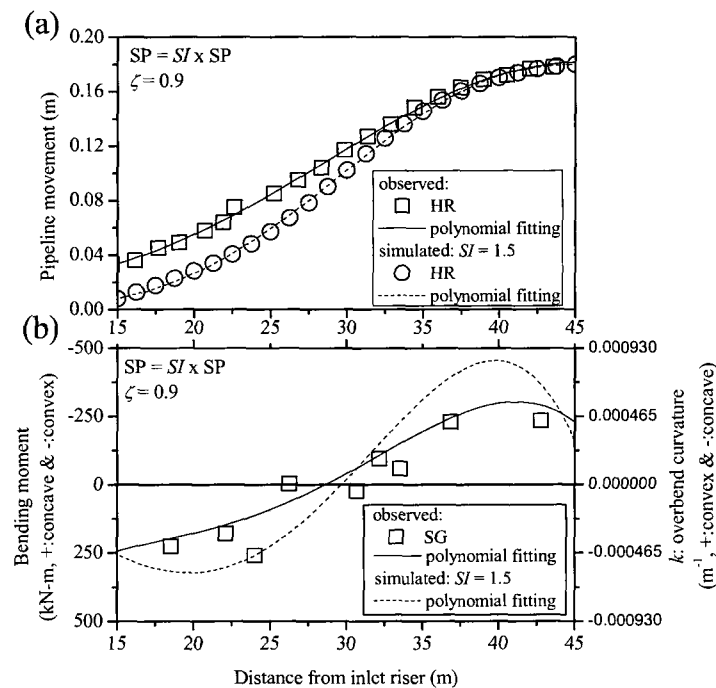 (a)
0.20
0.16
0.12
0.08
0.04
0.00
Pipeline movement (m)
SP = SI x SP
ζ = 0.9
observed:
HR
polynomial fitting
simulated: SI = 1.5
HR
polynomial fitting
15 20 25 30 35 40 45
(b)
-500
-250
0
250
500
Bending moment
(kN-m, +:concave & -:convex)
SP = SI x SP
ζ = 0.9
observed:
SG
polynomial fitting
simulated: SI = 1.5
polynomial fitting
0.000930
0.000465
0.000000
-0.000465
-0.000930
k: overbend curvature
(m⁻¹, +:convex & -:concave)
15 20 25 30 35 40 45
Distance from inlet riser (m)